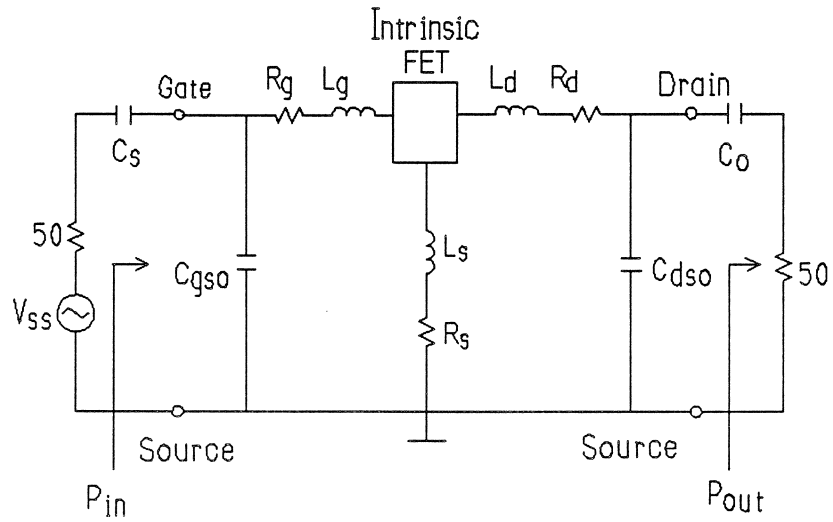 Intrinsic
FET
Gate
Rg
Lg
Ld
Rd
Drain
Cs
Co
50
Vss
Cgso
Ls
Rs
Cdso
50
Source
Source
Pin
Pout